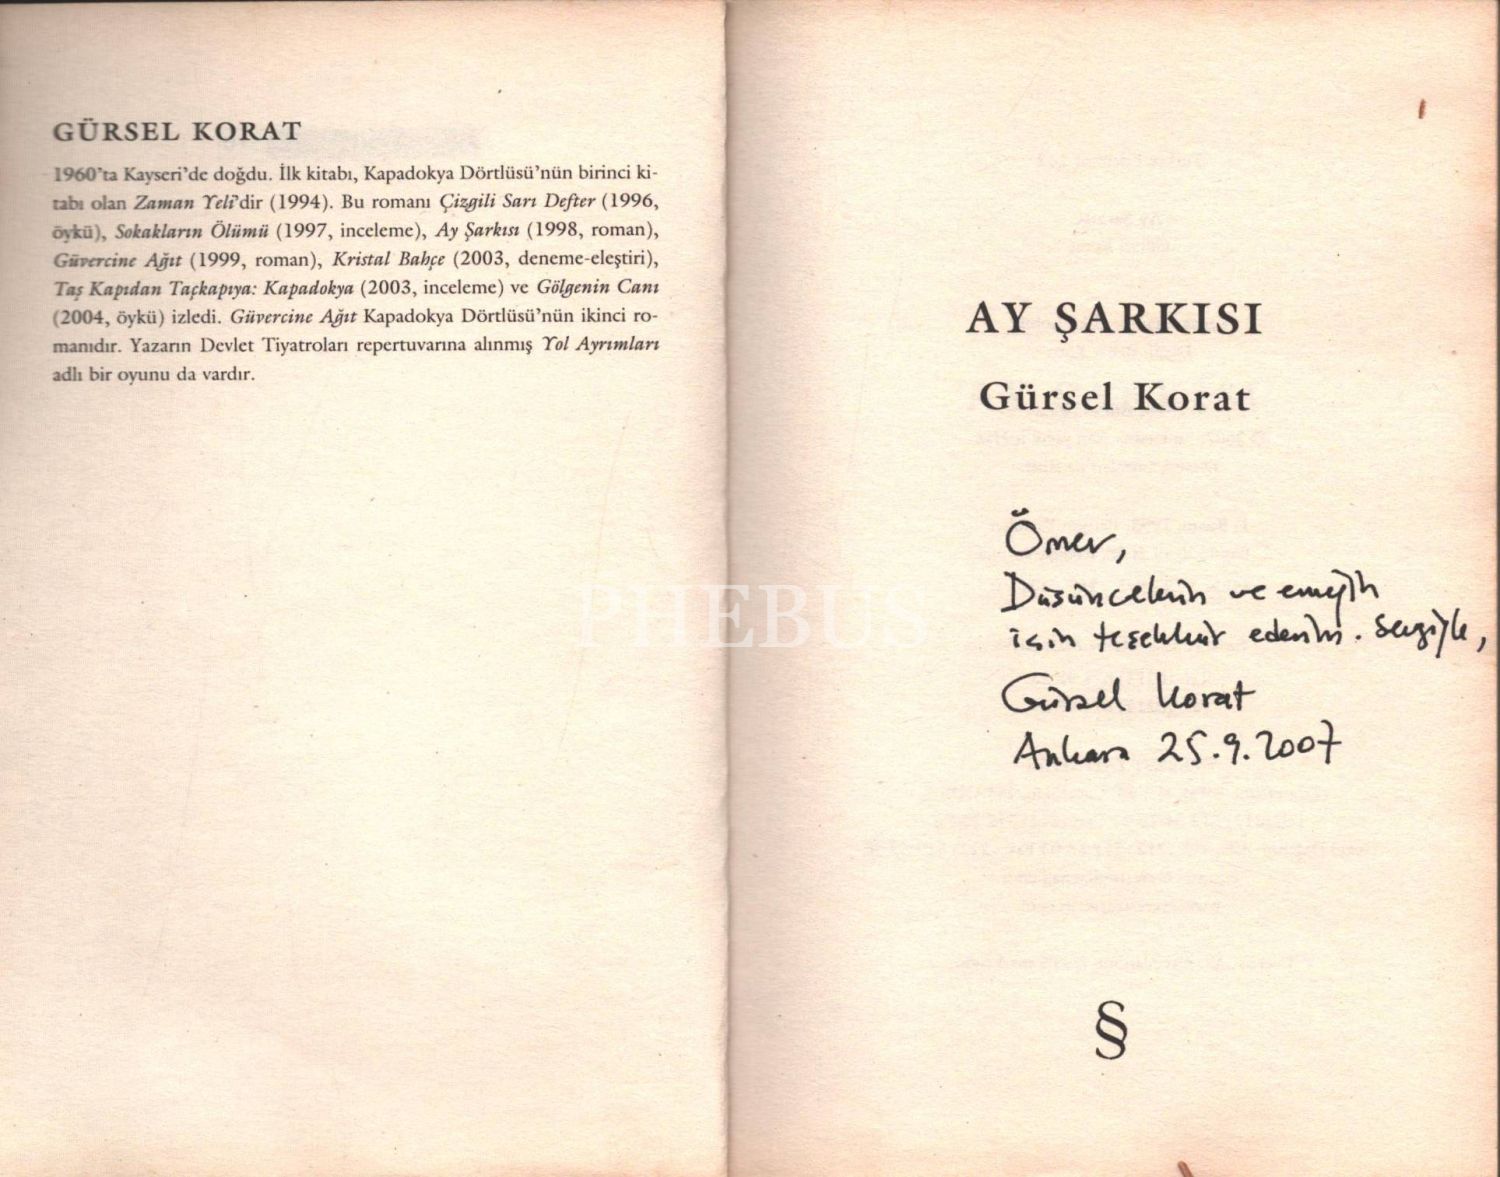 GÜRSEL KORAT
1960'ta Kayseri'de doğdu. İlk kitabı, Kapadokya Dörtlüsü'nün birinci ki-
tabı olan Zaman Yeli'dir (1994). Bu romanı Çizgili Sarı Defter (1996,
öykü), Sokakların Ölümü (1997, inceleme), Ay Şarkısı (1998, roman),
Güvercine Ağıt (1999, roman), Kristal Bahçe (2003, deneme-eleştiri),
Taş Kapıdan Taçkapıya: Kapadokya (2003, inceleme) ve Gölgenin Canı
(2004, öykü) izledi. Güvercine Ağıt Kapadokya Dörtlüsü'nün ikinci ro-
manıdır. Yazarın Devlet Tiyatroları repertuvarına alınmış Yol Ayrımları
adlı bir oyunu da vardır.
AY ŞARKISI
Gürsel Korat
Ömer,
Düşüncelerin ve emeğin
için teşekkür ederim. Sevgiyle,
Gürsel Korat
Ankara 25.9.2007
PHEBUS
§